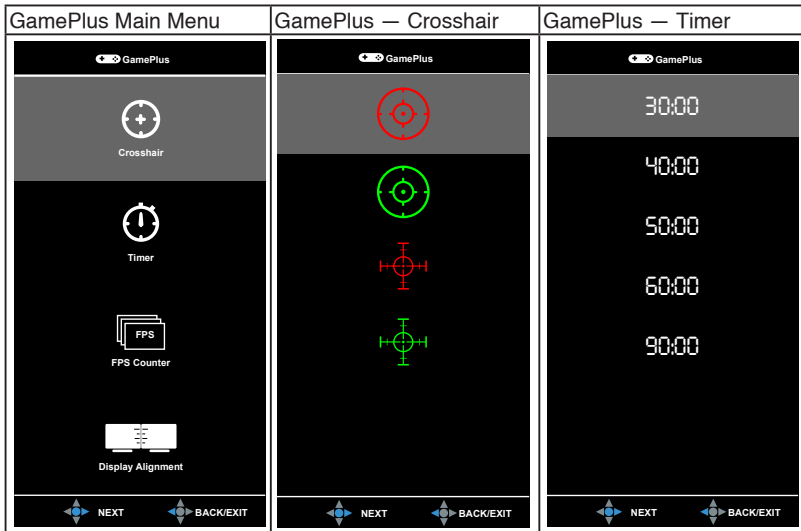 GamePlus Main Menu
GamePlus — Crosshair
GamePlus — Timer
GamePlus
Crosshair
Timer
FPS
FPS Counter
Display Alignment
NEXT BACK/EXIT
GamePlus
NEXT BACK/EXIT
GamePlus
30:00
40:00
50:00
60:00
90:00
NEXT BACK/EXIT